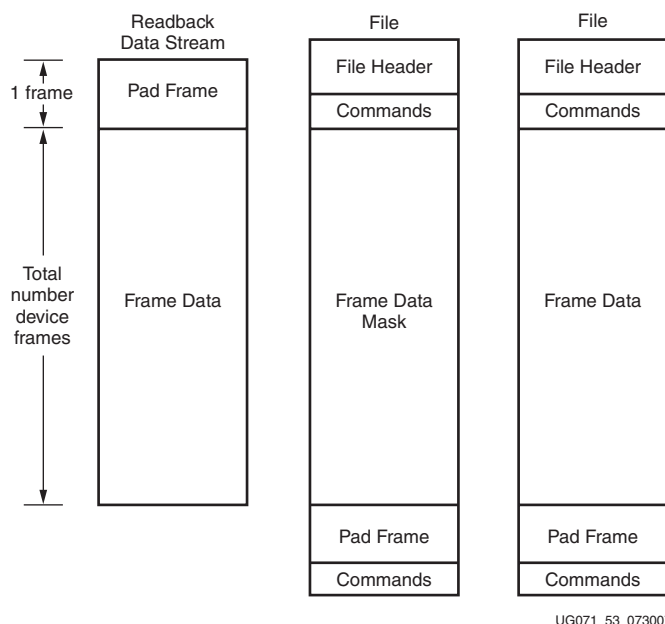 Readback
Data Stream
1 frame
Pad Frame
Total
number
device
frames
Frame Data
File
File Header
Commands
Frame Data
Mask
Pad Frame
Commands
File
File Header
Commands
Frame Data
Pad Frame
Commands
UG071_53_073007